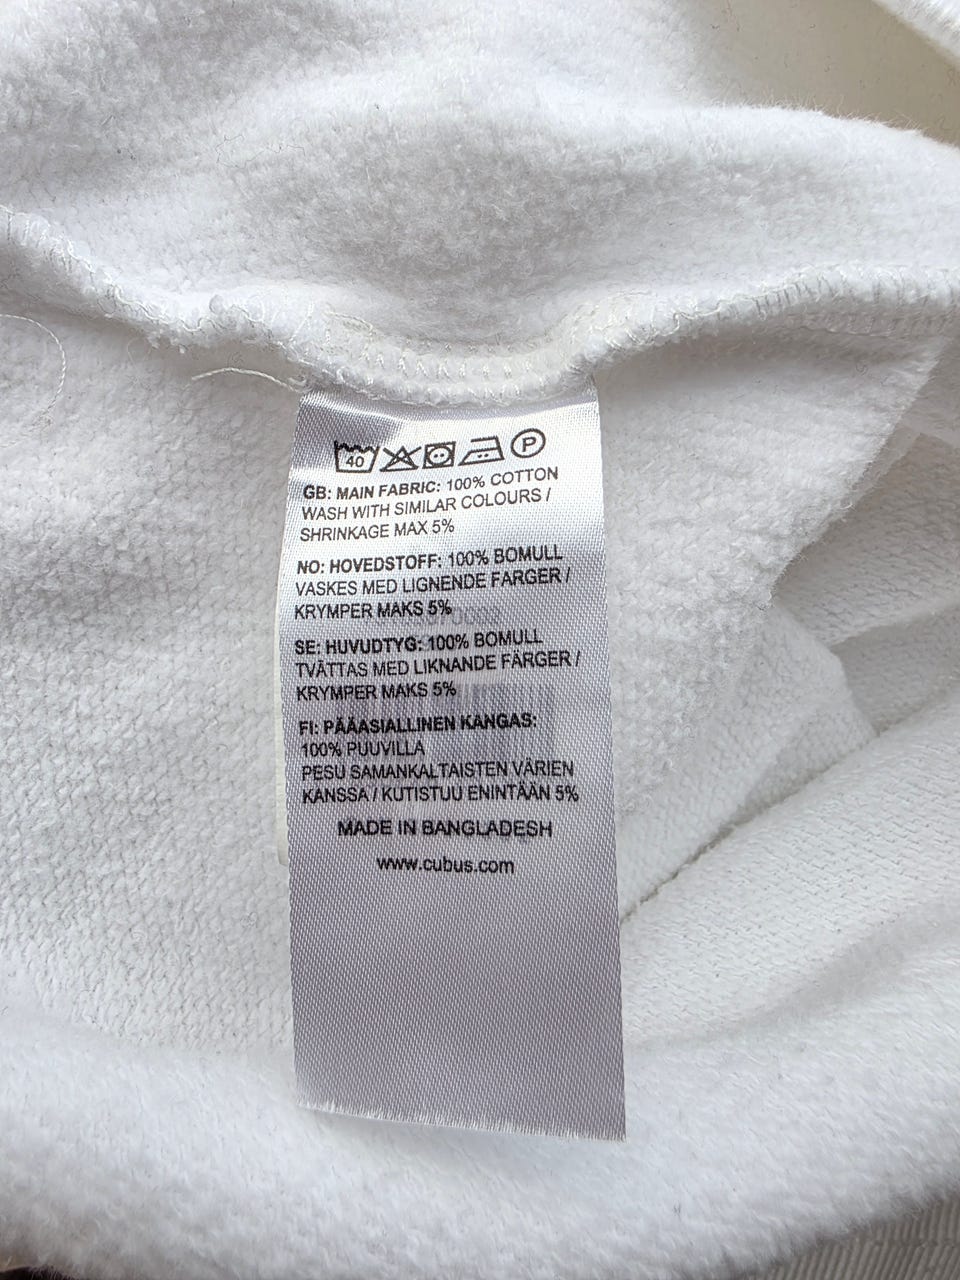 40 P
GB: MAIN FABRIC: 100% COTTON
WASH WITH SIMILAR COLOURS /
SHRINKAGE MAX 5%
NO: HOVEDSTOFF: 100% BOMULL
VASKES MED LIGNENDE FARGER /
KRYMPER MAKS 5%
SE: HUVUDTYG: 100% BOMULL
TVÄTTAS MED LIKNANDE FÄRGER /
KRYMPER MAKS 5%
FI: PÄÄASIALLINEN KANGAS:
100% PUUVILLA
PESU SAMANKALTAISTEN VÄRIEN
KANSSA / KUTISTUU ENINTÄÄN 5%
MADE IN BANGLADESH
www.cubus.com